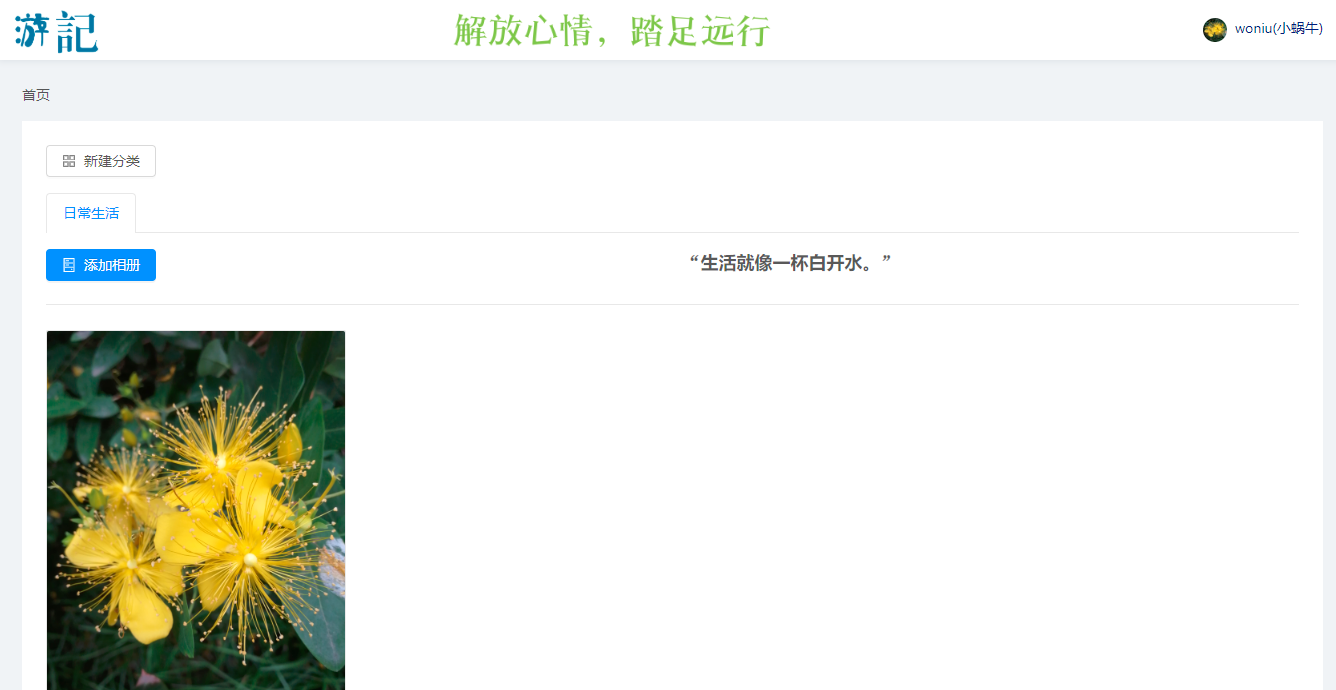 游記
解放心情，踏足远行
woniu(小蜗牛)
首页
新建分类
日常生活
添加相册
“生活就像一杯白开水。”